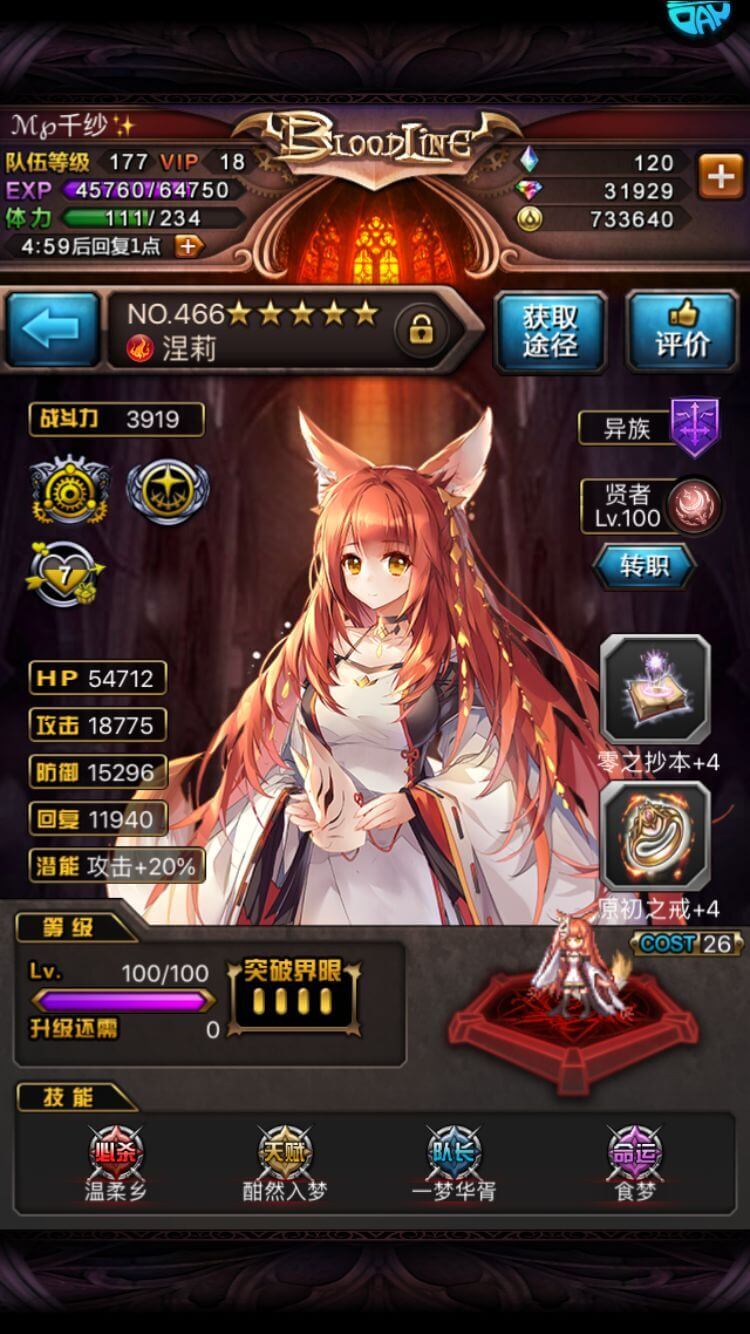 DAN
Mp千纱✨
BLOODLINE
队伍等级 177 VIP 18
120
EXP 45760/64750
31929
体力 111/234
733640
4:59后回复1点
NO.466★★★★★
涅莉
获取
途径
评价
战斗力 3919
异族
贤者
Lv.100
转职
7
HP 54712
攻击 18775
防御 15296
回复 11940
潜能 攻击+20%
零之抄本+4
原初之戒+4
等级
COST 26
Lv. 100/100
突破界限
升级还需 0
技能
必杀 天赋 队长 命运
温柔乡 酣然入梦 一梦华胥 食梦